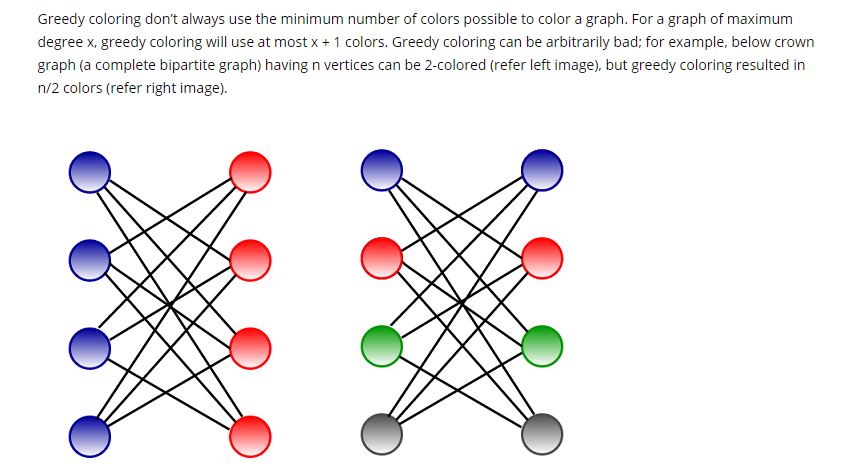 Greedy coloring don't always use the minimum number of colors possible to color a graph. For a graph of maximum
degree x, greedy coloring will use at most x + 1 colors. Greedy coloring can be arbitrarily bad; for example, below crown
graph (a complete bipartite graph) having n vertices can be 2-colored (refer left image), but greedy coloring resulted in
n/2 colors (refer right image).